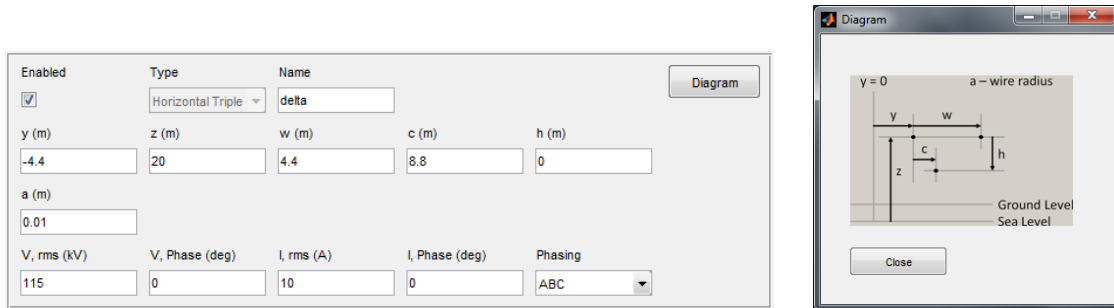 Enabled Type Name
Horizontal Triple delta Diagram
y (m) z (m) w (m) c (m) h (m)
-4.4 20 4.4 8.8 0
a (m)
0.01
V, rms (kV) V, Phase (deg) I, rms (A) I, Phase (deg) Phasing
115 0 10 0 ABC
Diagram
y = 0 a – wire radius
y w
c
h
z
Ground Level
Sea Level
Close